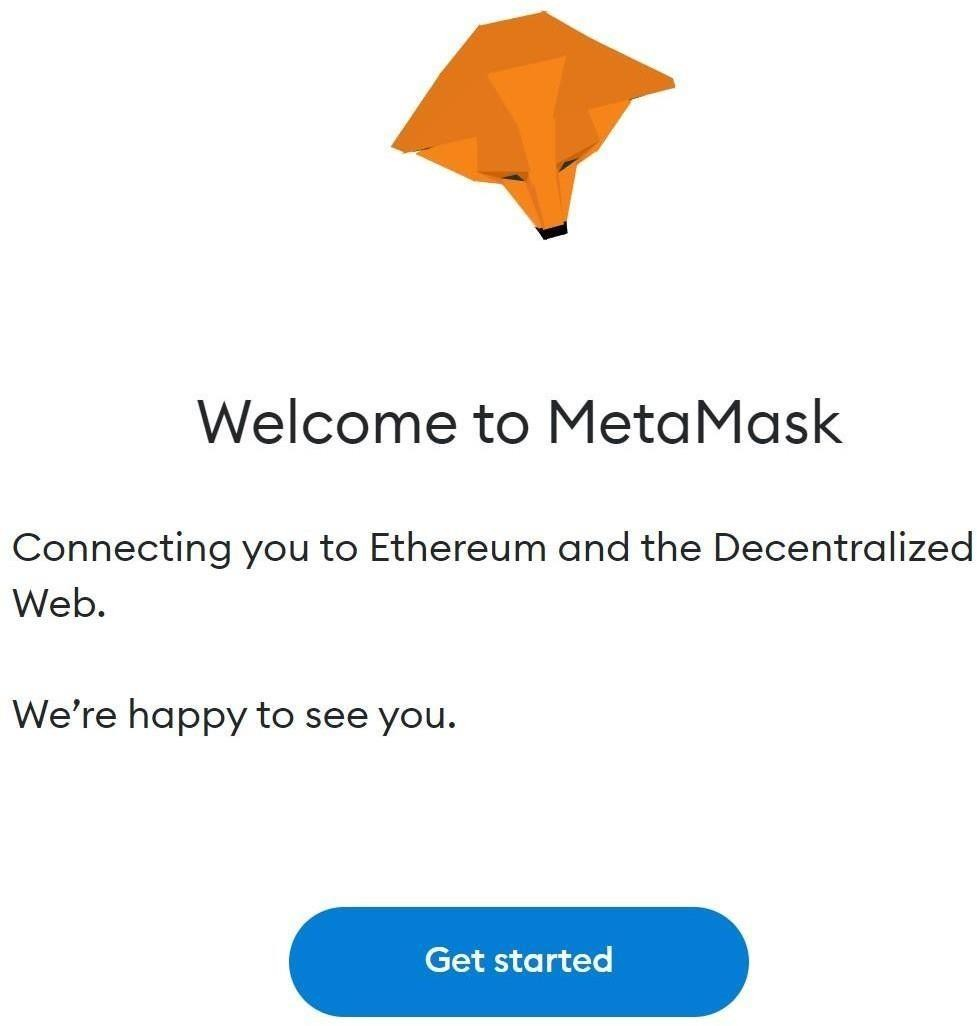 Welcome to MetaMask
Connecting you to Ethereum and the Decentralized
Web.
We’re happy to see you.
Get started